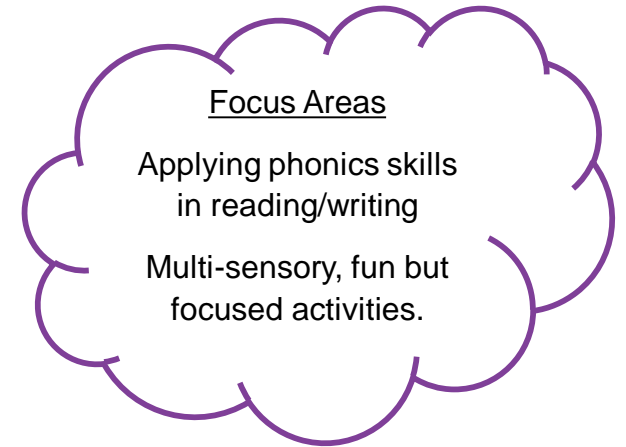 Focus Areas
Applying phonics skills
in reading/writing
Multi-sensory, fun but
focused activities.